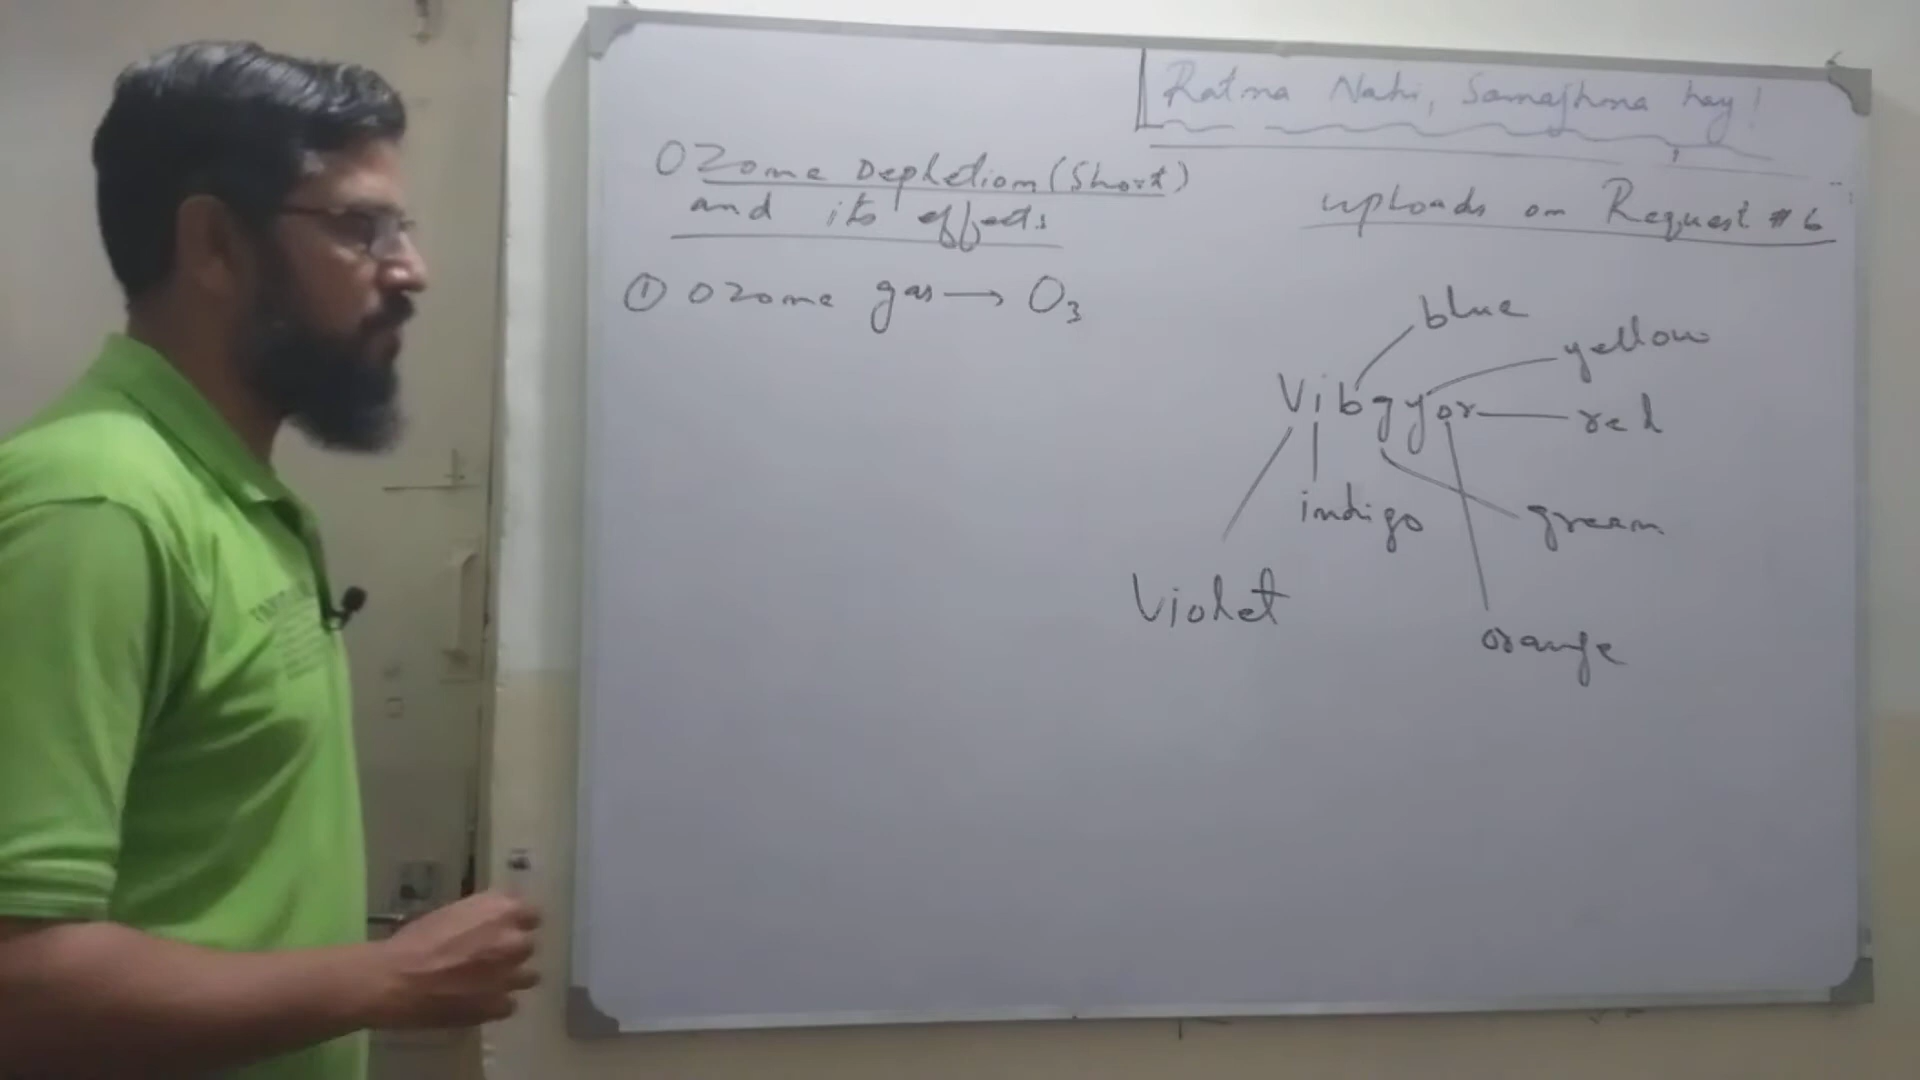 Ratna Nahi, Samajhna hay!
Ozone Depletion (Short)
and its effects
uploads on Request # 6
① Ozone gas → O3
blue
yellow
Vibgyor
red
indigo
green
Violet
orange